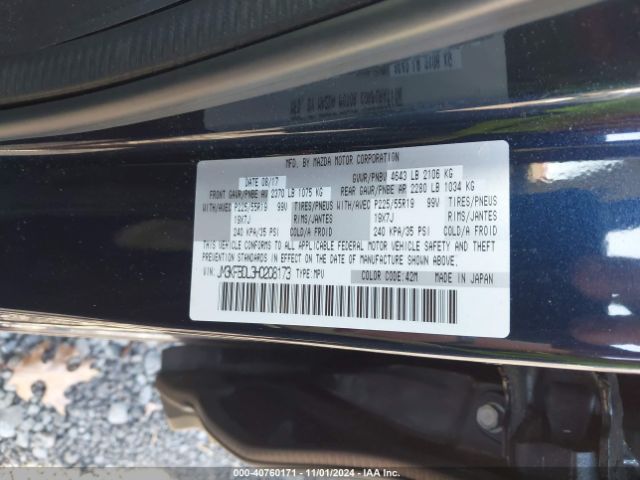 MFG. BY MAZDA MOTOR CORPORATION
DATE 08/17 GVWR/PNBV 4643 LB 2106 KG
FRONT GAWR/PNBE AV 2370 LB 1075 KG REAR GAWR/PNBE AR 2280 LB 1034 KG
WITH/AVEC P225/55R19 99V TIRES/PNEUS WITH/AVEC P225/55R19 99V TIRES/PNEUS
19X7J RIMS/JANTES 19X7J RIMS/JANTES
240 KPA/35 PSI COLD/A FROID 240 KPA/35 PSI COLD/A FROID
THIS VEHICLE CONFORMS TO ALL APPLICABLE FEDERAL MOTOR VEHICLE SAFETY, BUMPER, AND THEFT
PREVENTION STANDARDS IN EFFECT ON THE DATE OF MANUFACTURE SHOWN ABOVE.
VIN: JM3KFBDL3H0208173 TYPE: MPV COLOR CODE: 42M MADE IN JAPAN
000-40760171 - 11/01/2024 - IAA Inc.